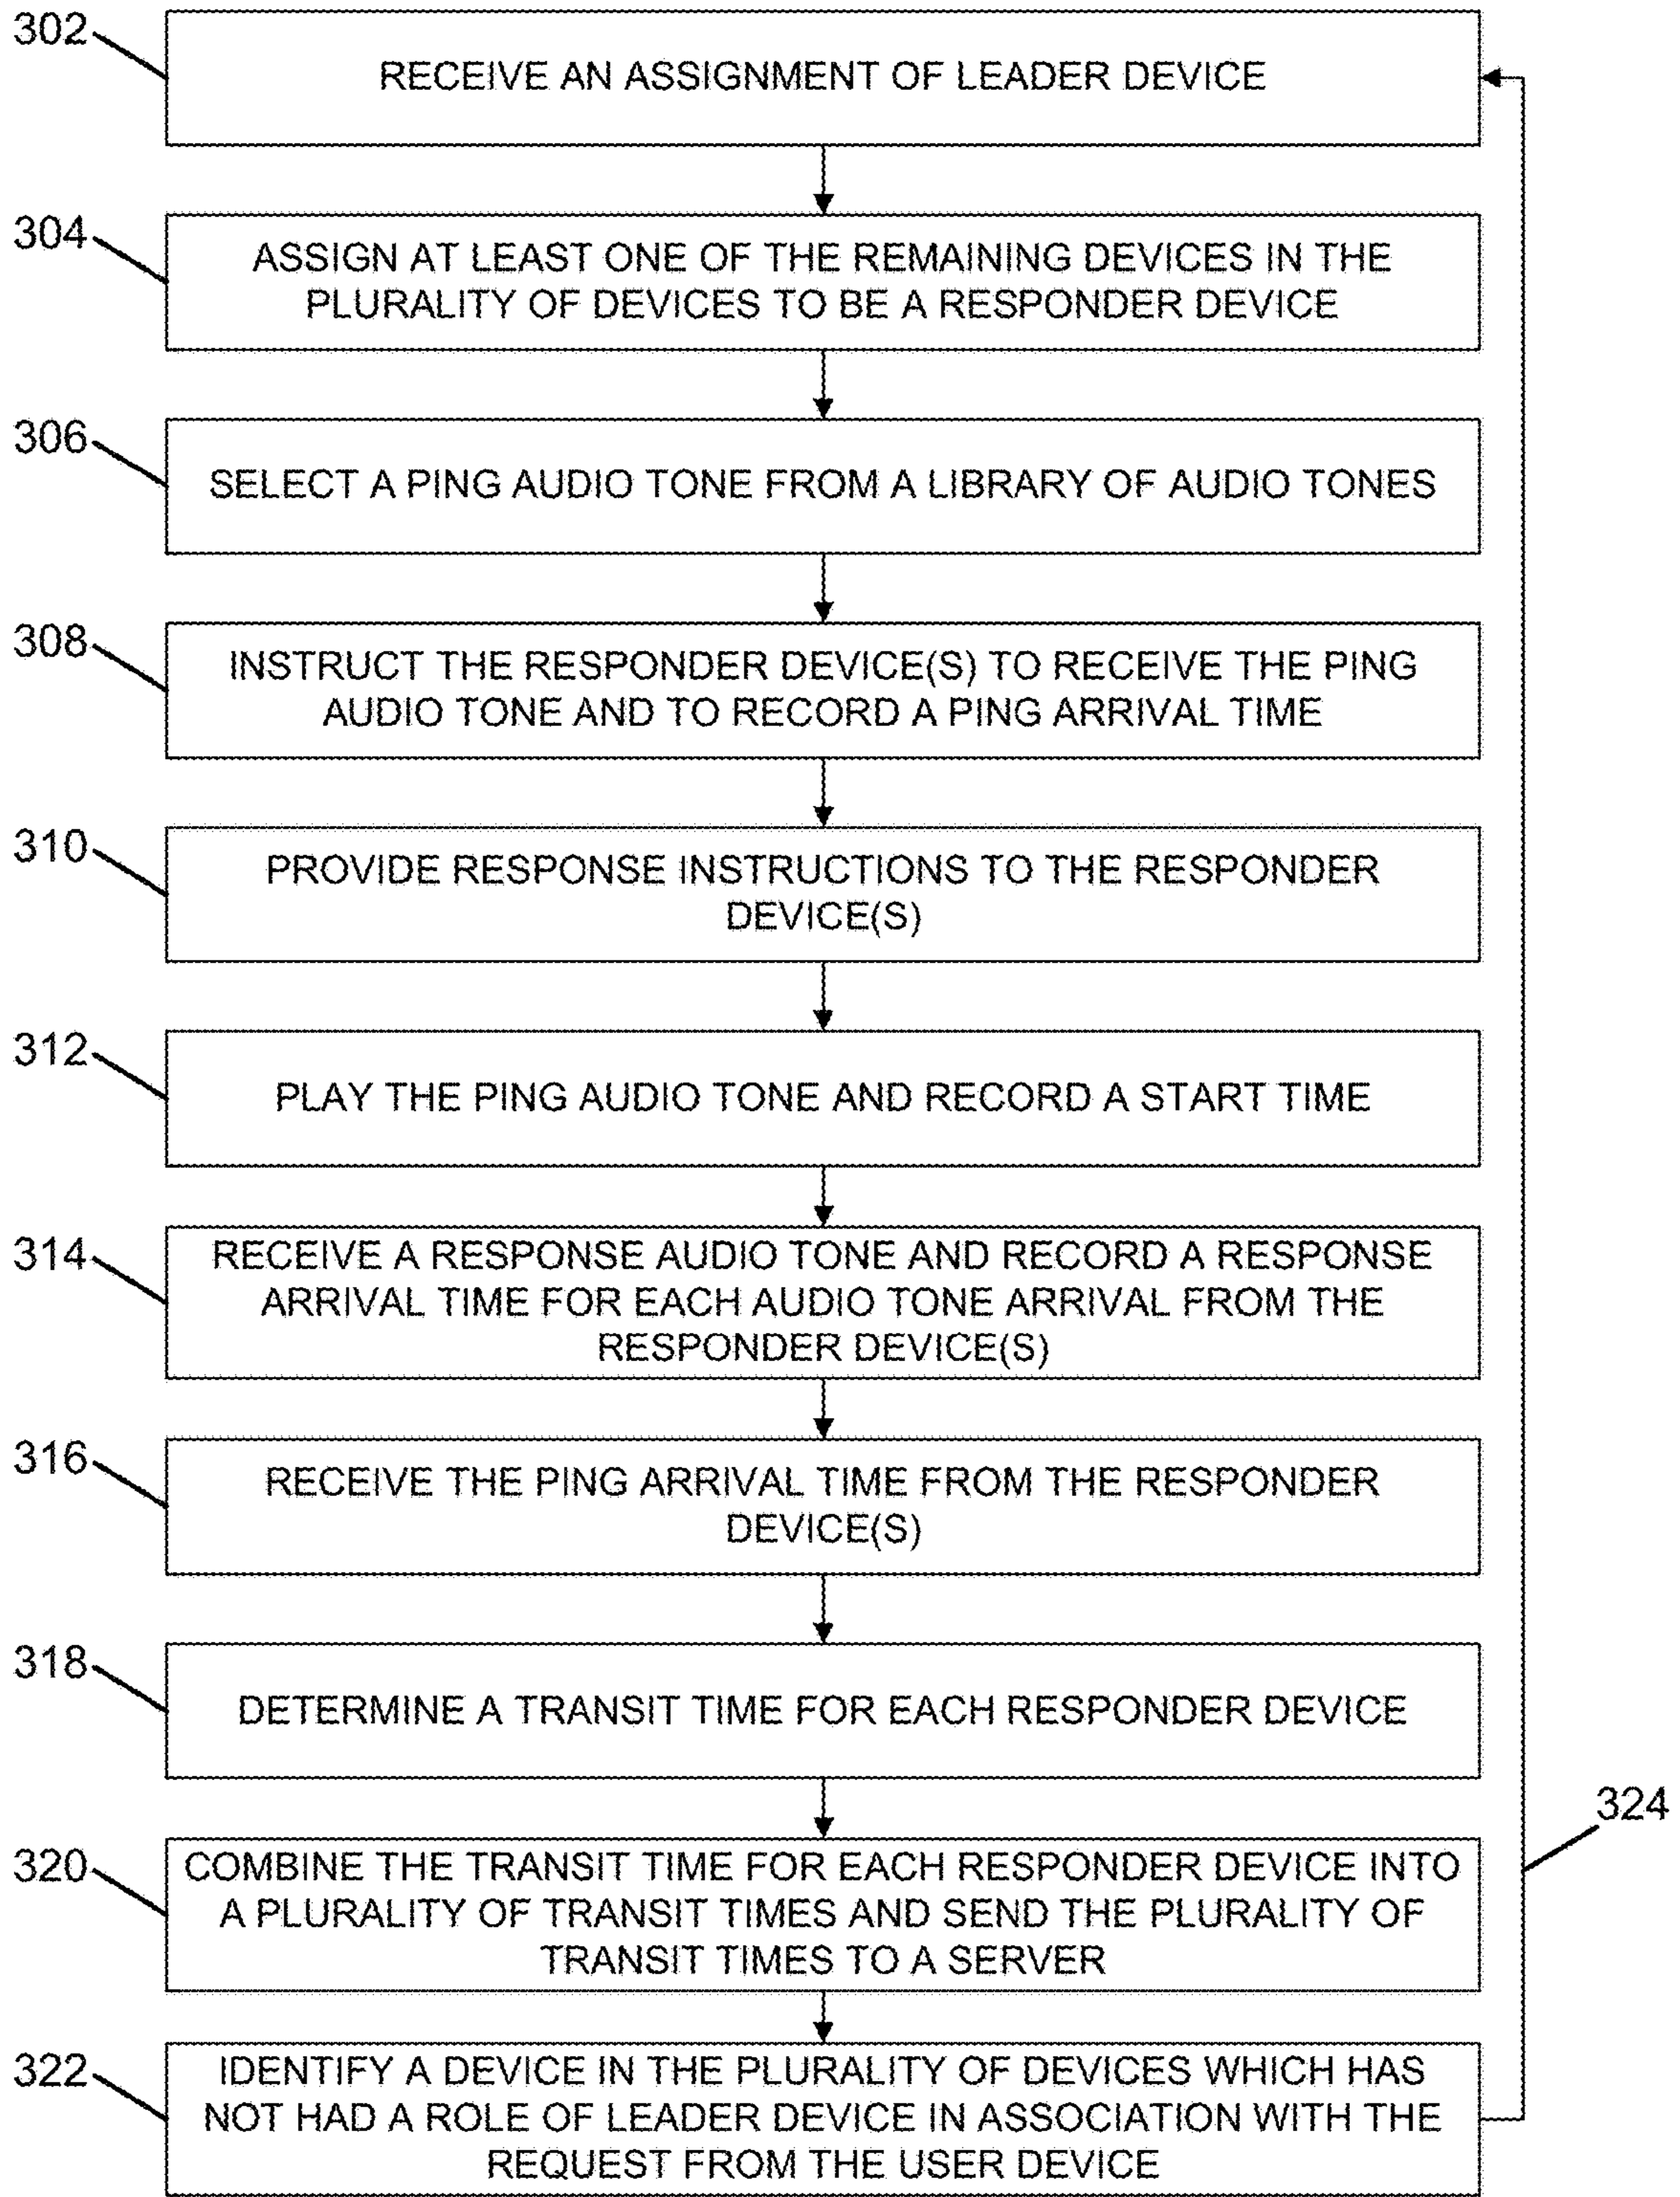 302
RECEIVE AN ASSIGNMENT OF LEADER DEVICE
304
ASSIGN AT LEAST ONE OF THE REMAINING DEVICES IN THE
PLURALITY OF DEVICES TO BE A RESPONDER DEVICE
306
SELECT A PING AUDIO TONE FROM A LIBRARY OF AUDIO TONES
308
INSTRUCT THE RESPONDER DEVICE(S) TO RECEIVE THE PING
AUDIO TONE AND TO RECORD A PING ARRIVAL TIME
310
PROVIDE RESPONSE INSTRUCTIONS TO THE RESPONDER
DEVICE(S)
312
PLAY THE PING AUDIO TONE AND RECORD A START TIME
314
RECEIVE A RESPONSE AUDIO TONE AND RECORD A RESPONSE
ARRIVAL TIME FOR EACH AUDIO TONE ARRIVAL FROM THE
RESPONDER DEVICE(S)
316
RECEIVE THE PING ARRIVAL TIME FROM THE RESPONDER
DEVICE(S)
318
DETERMINE A TRANSIT TIME FOR EACH RESPONDER DEVICE
324
320
COMBINE THE TRANSIT TIME FOR EACH RESPONDER DEVICE INTO
A PLURALITY OF TRANSIT TIMES AND SEND THE PLURALITY OF
TRANSIT TIMES TO A SERVER
322
IDENTIFY A DEVICE IN THE PLURALITY OF DEVICES WHICH HAS
NOT HAD A ROLE OF LEADER DEVICE IN ASSOCIATION WITH THE
REQUEST FROM THE USER DEVICE